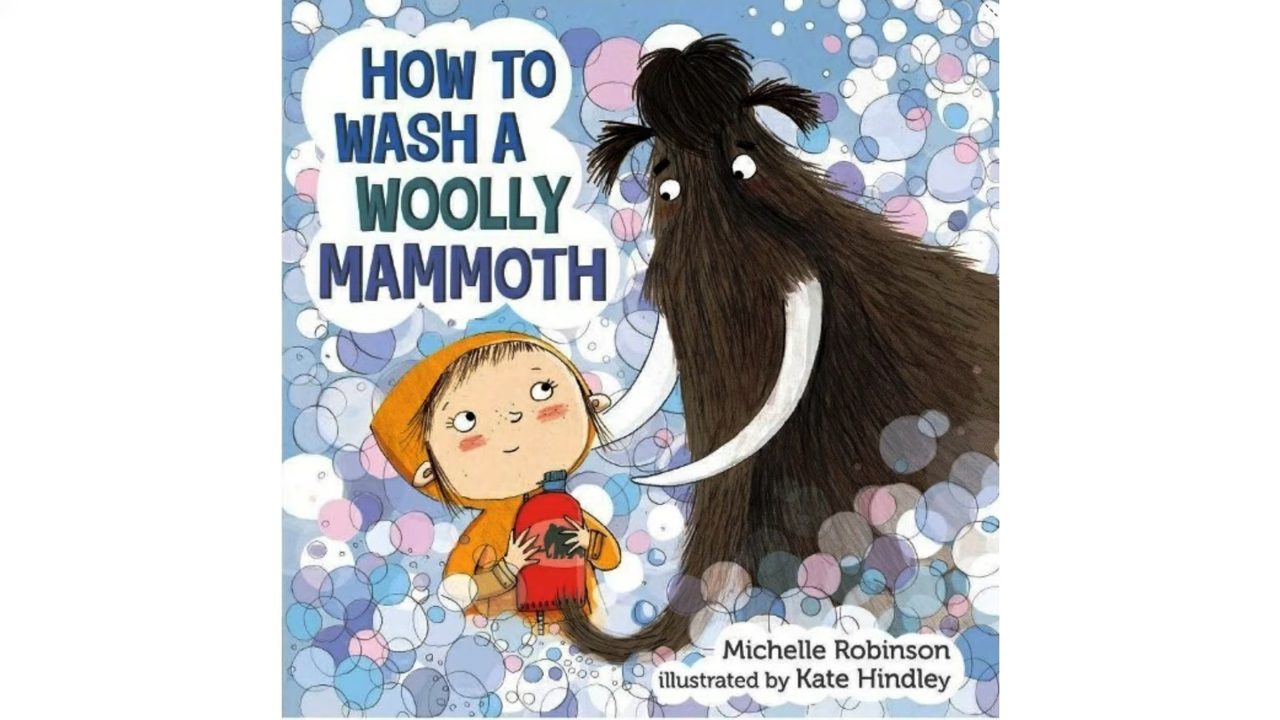 HOW TO
WASH A
WOOLLY
MAMMOTH
Michelle Robinson
illustrated by Kate Hindley